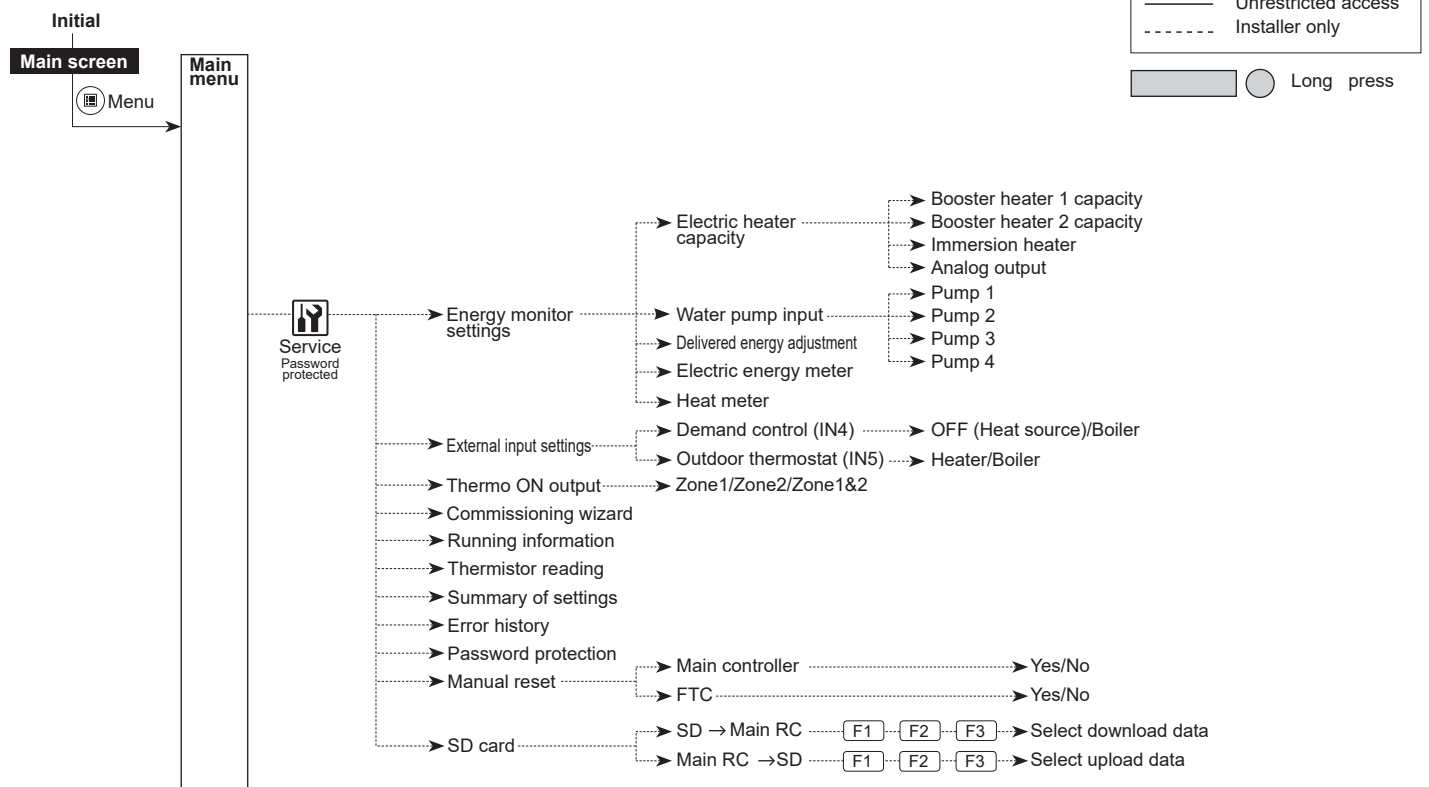 Initial
Main screen
Menu
Main
menu
Unrestricted access
Installer only
Long press
Service
Password
protected
Energy monitor
settings
Electric heater
capacity
Booster heater 1 capacity
Booster heater 2 capacity
Immersion heater
Analog output
Water pump input
Pump 1
Pump 2
Pump 3
Pump 4
Delivered energy adjustment
Electric energy meter
Heat meter
External input settings
Demand control (IN4)
OFF (Heat source)/Boiler
Outdoor thermostat (IN5)
Heater/Boiler
Thermo ON output
Zone1/Zone2/Zone1&2
Commissioning wizard
Running information
Thermistor reading
Summary of settings
Error history
Password protection
Manual reset
Main controller
Yes/No
FTC
Yes/No
SD card
SD → Main RC
F1 F2 F3
Select download data
Main RC →SD
F1 F2 F3
Select upload data